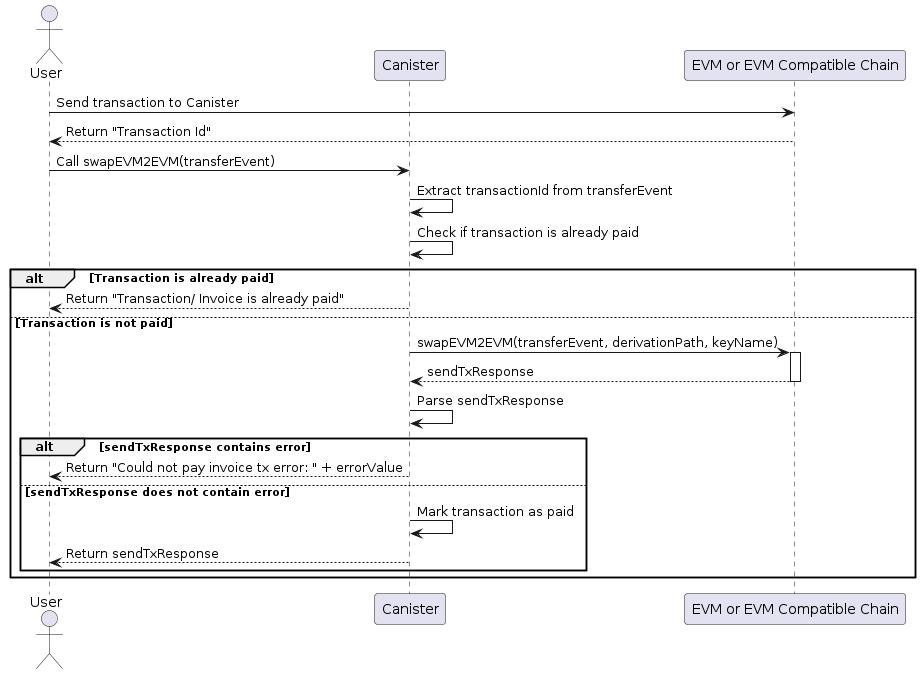 User
Canister
EVM or EVM Compatible Chain
Send transaction to Canister
Return "Transaction Id"
Call swapEVM2EVM(transferEvent)
Extract transactionId from transferEvent
Check if transaction is already paid
alt
[Transaction is already paid]
Return "Transaction/ Invoice is already paid"
[Transaction is not paid]
swapEVM2EVM(transferEvent, derivationPath, keyName)
sendTxResponse
Parse sendTxResponse
alt
[sendTxResponse contains error]
Return "Could not pay invoice tx error: " + errorValue
[sendTxResponse does not contain error]
Mark transaction as paid
Return sendTxResponse
User
Canister
EVM or EVM Compatible Chain